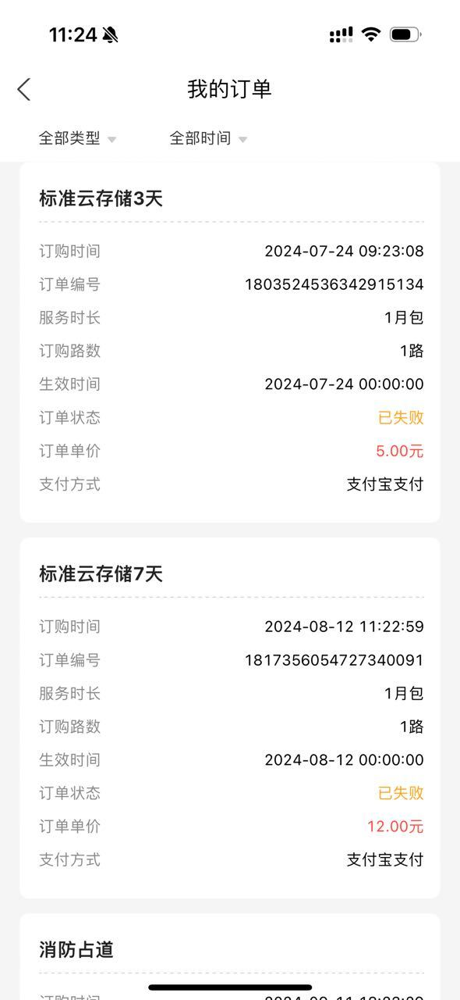 11:24
我的订单
全部类型 全部时间
标准云存储3天
订购时间 2024-07-24 09:23:08
订单编号 1803524536342915134
服务时长 1月包
订购路数 1路
生效时间 2024-07-24 00:00:00
订单状态 已失败
订单单价 5.00元
支付方式 支付宝支付
标准云存储7天
订购时间 2024-08-12 11:22:59
订单编号 1817356054727340091
服务时长 1月包
订购路数 1路
生效时间 2024-08-12 00:00:00
订单状态 已失败
订单单价 12.00元
支付方式 支付宝支付
消防占道
订购时间